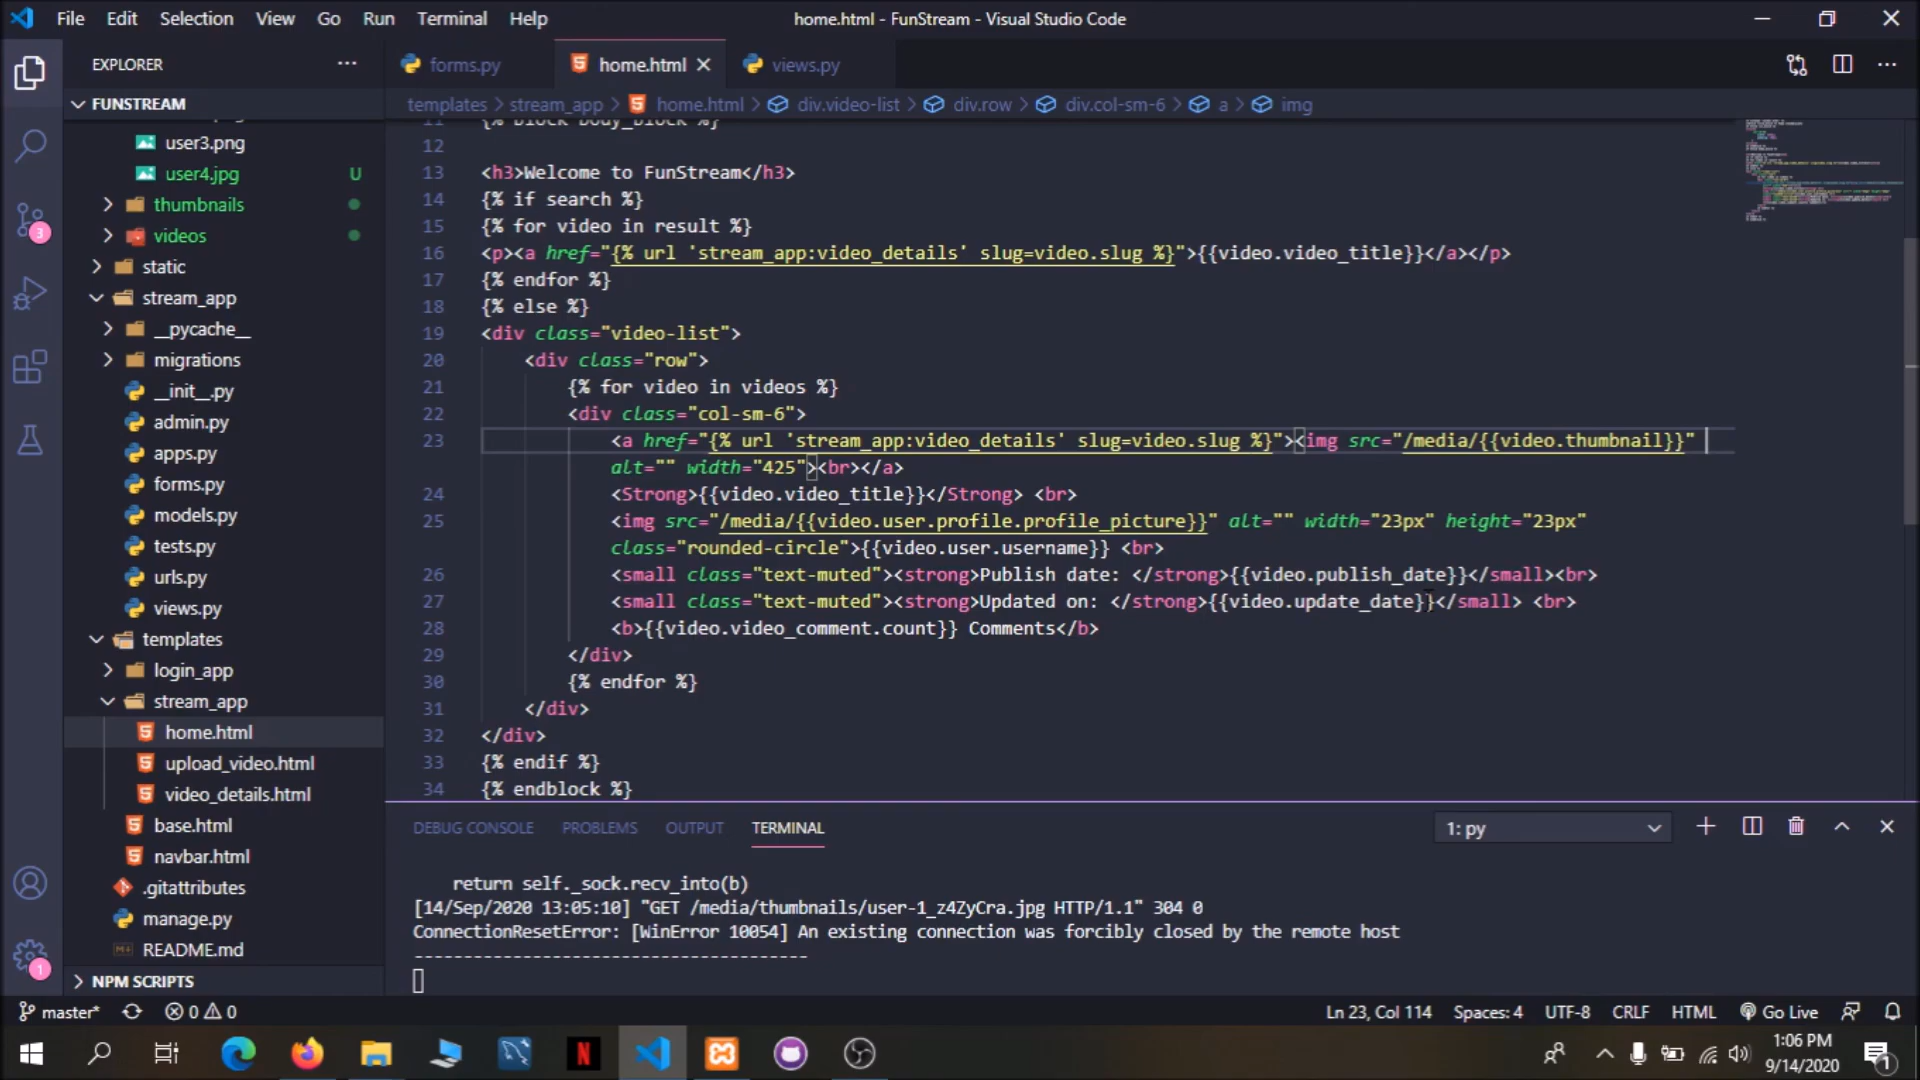 File Edit Selection View Go Run Terminal Help
home.html - FunStream - Visual Studio Code
EXPLORER
FUNSTREAM
user3.png
user4.jpg U
thumbnails
videos
static
stream_app
__pycache__
migrations
__init__.py
admin.py
apps.py
forms.py
models.py
tests.py
urls.py
views.py
templates
login_app
stream_app
home.html
upload_video.html
video_details.html
base.html
navbar.html
.gitattributes
manage.py
README.md
NPM SCRIPTS
3
1
forms.py home.html views.py
templates > stream_app > home.html > div.video-list > div.row > div.col-sm-6 > a > img
11 {% block body_block %}
12
13 <h3>Welcome to FunStream</h3>
14 {% if search %}
15 {% for video in result %}
16 <p><a href="{% url 'stream_app:video_details' slug=video.slug %}">{{video.video_title}}</a></p>
17 {% endfor %}
18 {% else %}
19 <div class="video-list">
20 <div class="row">
21 {% for video in videos %}
22 <div class="col-sm-6">
23 <a href="{% url 'stream_app:video_details' slug=video.slug %}"><img src="/media/{{video.thumbnail}}"
alt="" width="425"><br></a>
24 <Strong>{{video.video_title}}</Strong> <br>
25 <img src="/media/{{video.user.profile.profile_picture}}" alt="" width="23px" height="23px"
class="rounded-circle">{{video.user.username}} <br>
26 <small class="text-muted"><strong>Publish date: </strong>{{video.publish_date}}</small><br>
27 <small class="text-muted"><strong>Updated on: </strong>{{video.update_date}}</small> <br>
28 <b>{{video.video_comment.count}} Comments</b>
29 </div>
30 {% endfor %}
31 </div>
32 </div>
33 {% endif %}
34 {% endblock %}
DEBUG CONSOLE PROBLEMS OUTPUT TERMINAL
1: py
return self._sock.recv_into(b)
[14/Sep/2020 13:05:10] "GET /media/thumbnails/user-1_z4ZyCra.jpg HTTP/1.1" 304 0
ConnectionResetError: [WinError 10054] An existing connection was forcibly closed by the remote host
----------------------------------------
master* 0 0
Ln 23, Col 114 Spaces: 4 UTF-8 CRLF HTML Go Live
N
1:06 PM
9/14/2020
1